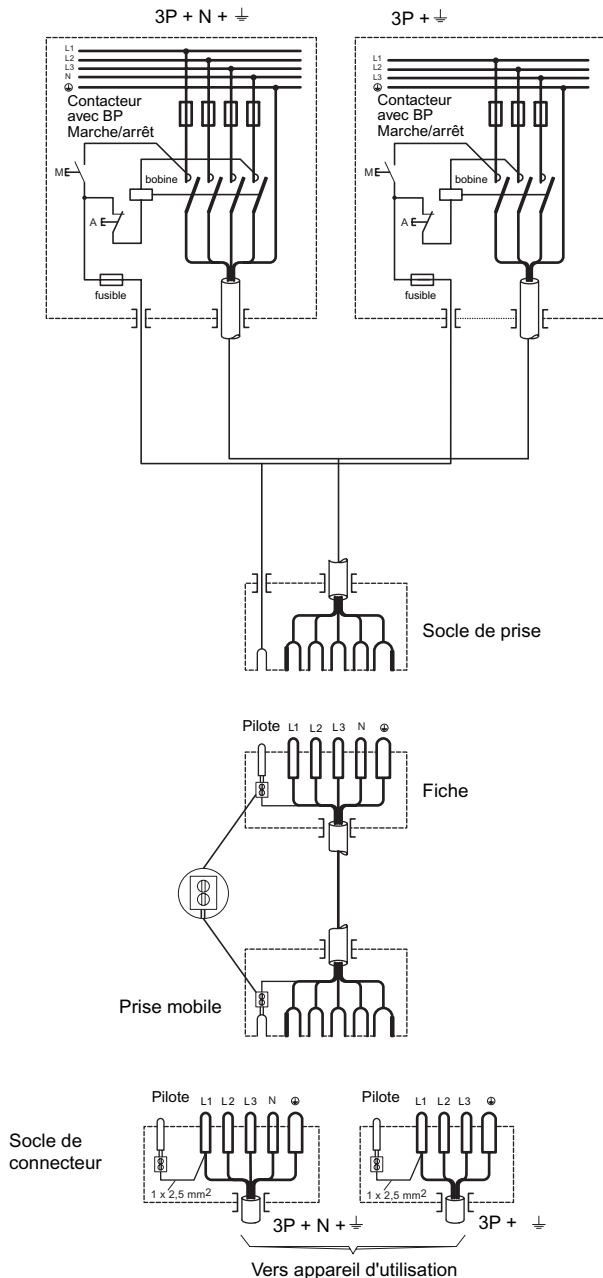 3P + N + ⏚
3P + ⏚
L1
L2
L3
N
Contacteur
avec BP
Marche/arrêt
M
bobine
A
fusible
L1
L2
L3
Contacteur
avec BP
Marche/arrêt
M
bobine
A
fusible
Socle de prise
Pilote L1 L2 L3 N
Fiche
Prise mobile
Pilote L1 L2 L3 N
Pilote L1 L2 L3
Socle de
connecteur
1 x 2,5 mm²
1 x 2,5 mm²
3P + N + ⏚
3P + ⏚
Vers appareil d'utilisation